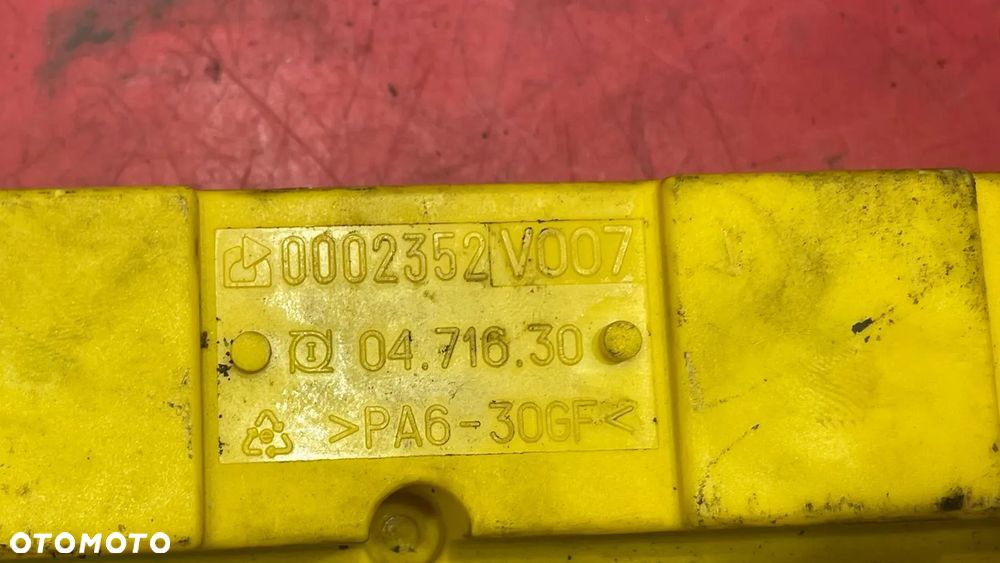 0002352 V007
04.716.30
>PA6-30GF<
OTOMOTO